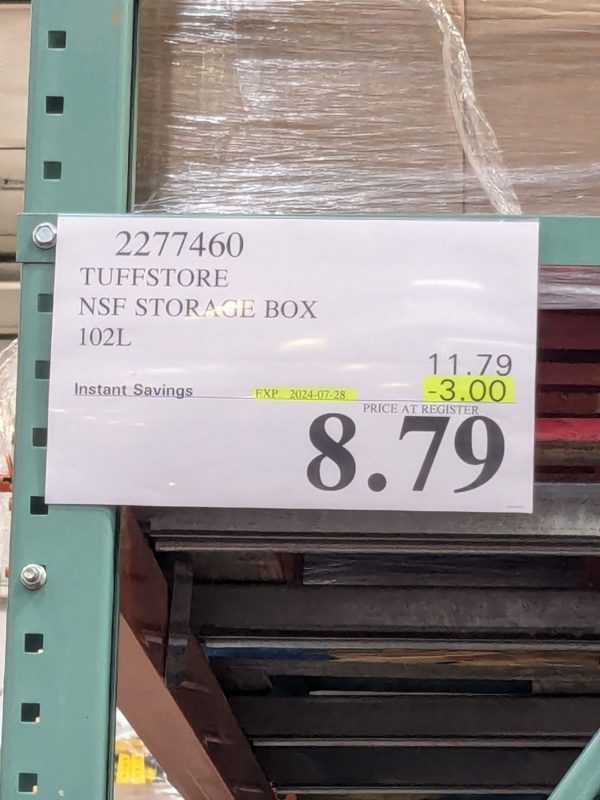 2277460
TUFFSTORE
NSF STORAGE BOX
102L
11.79
Instant Savings EXP. 2024-07-28 -3.00
PRICE AT REGISTER
8.79